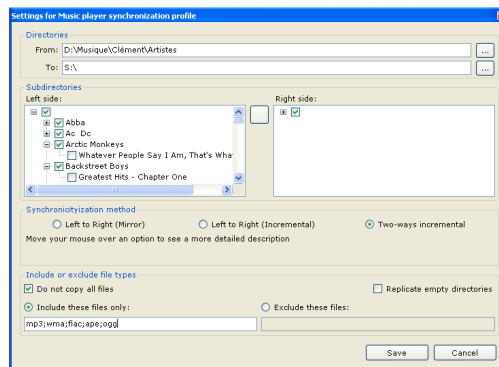 Settings for Music player synchronization profile
Directories
From: D:\Musique\Clément\Artistes ...
To: S:\ ...
Subdirectories
Left side: Right side:
Abba
Ac Dc
Arctic Monkeys
Whatever People Say I Am, That's Wha
Backstreet Boys
Greatest Hits - Chapter One
Synchronicityization method
Left to Right (Mirror) Left to Right (Incremental) Two-ways incremental
Move your mouse over an option to see a more detailed description
Include or exclude file types
Do not copy all files Replicate empty directories
Include these files only: Exclude these files:
mp3;wma;flac;ape;ogg
Save Cancel